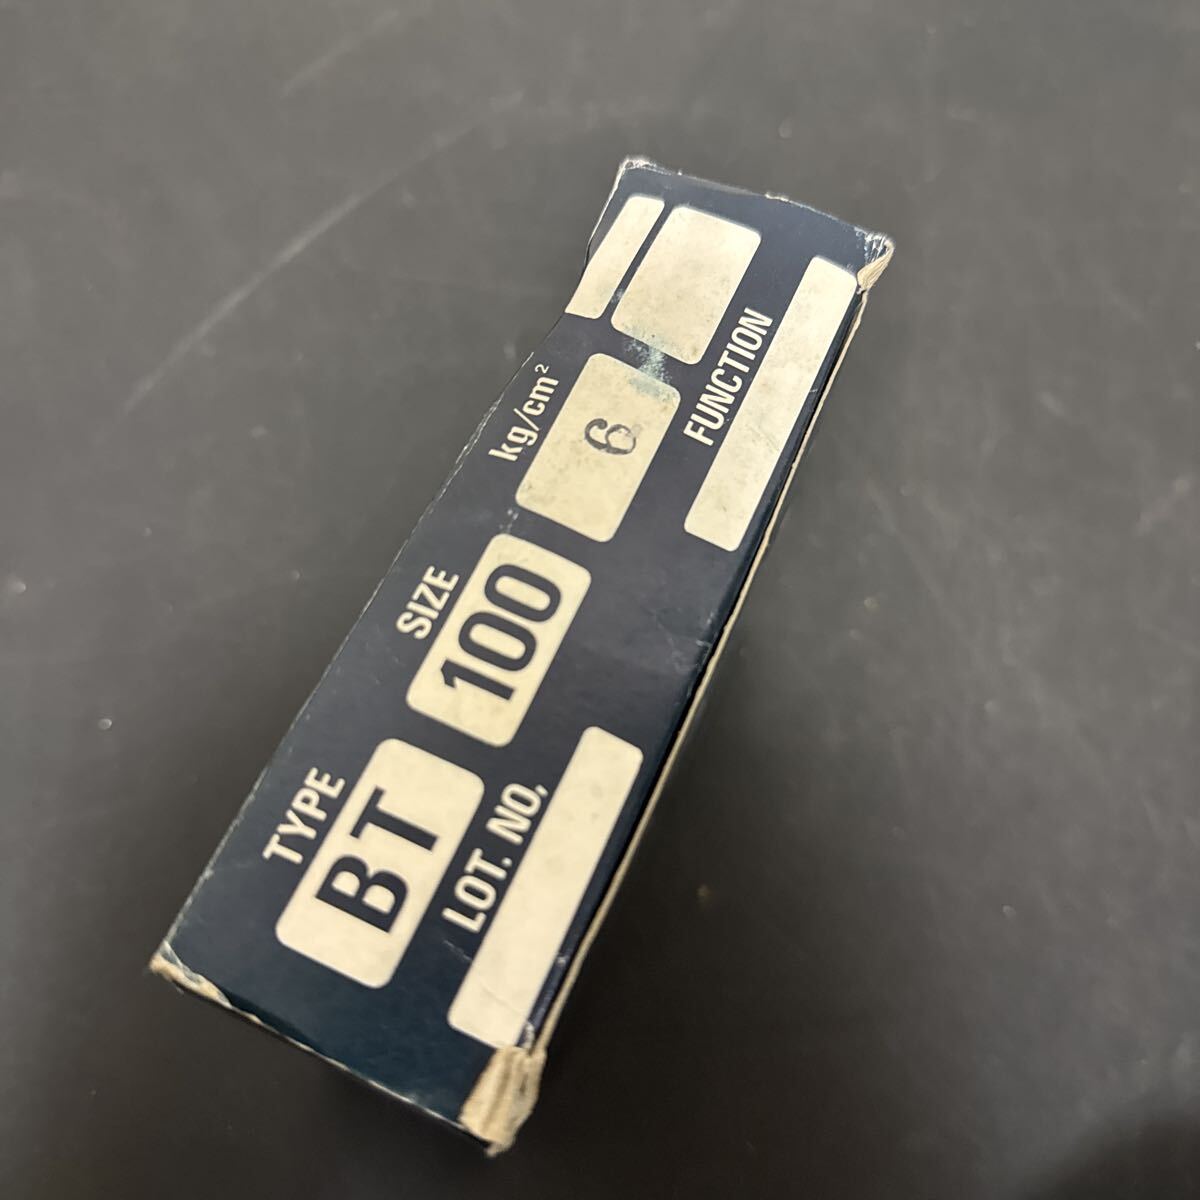 TYPE
BT
SIZE
100
kg/cm²
6
LOT. NO.
FUNCTION